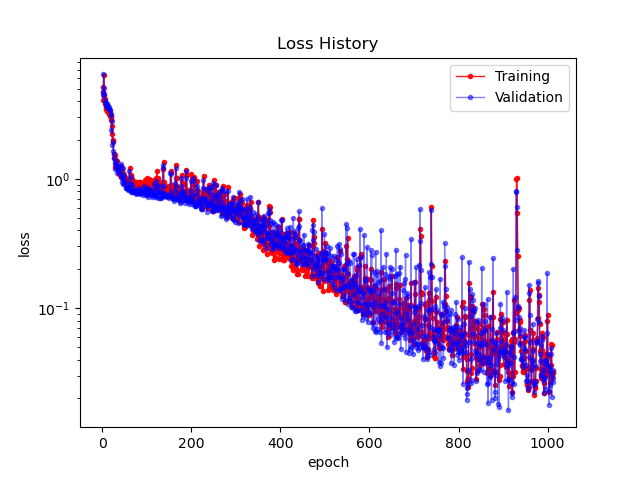 Loss History
Training
Validation
10⁰
10⁻¹
loss
0 200 400 600 800 1000
epoch